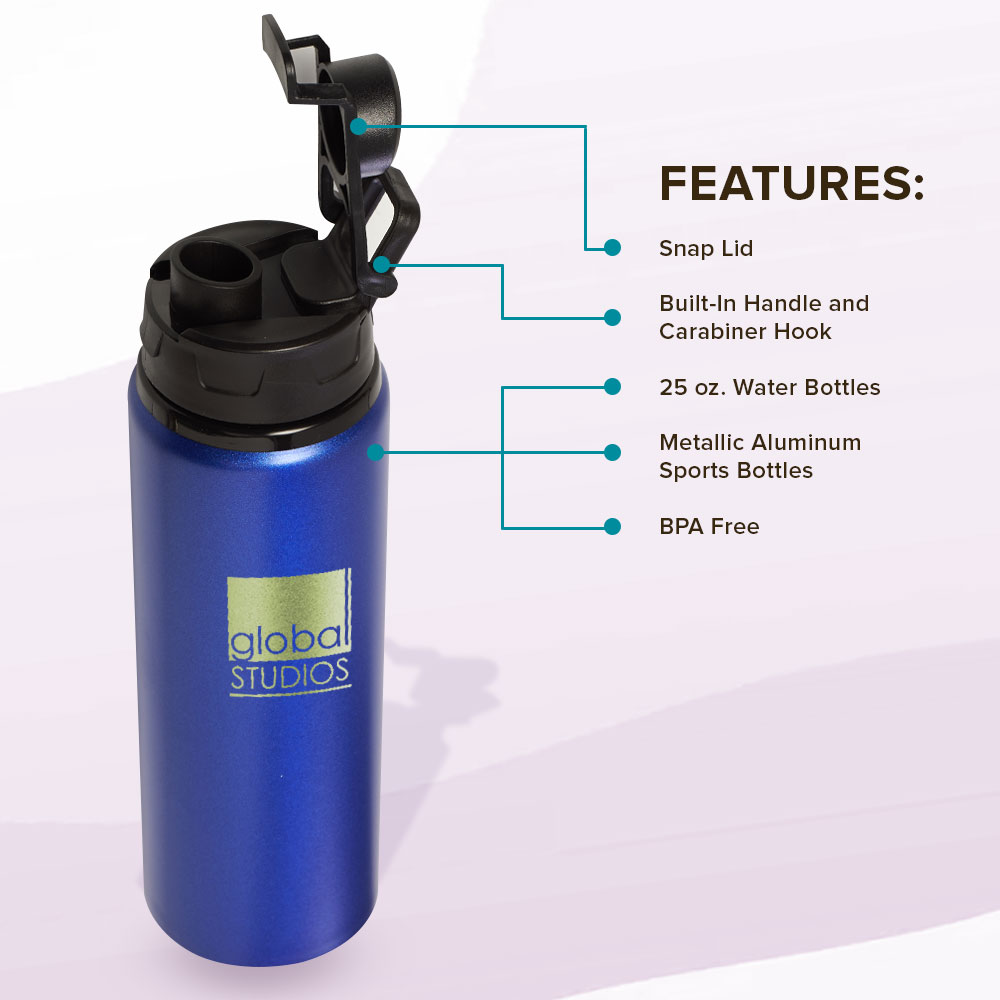 FEATURES:
Snap Lid
Built-In Handle and
Carabiner Hook
25 oz. Water Bottles
Metallic Aluminum
Sports Bottles
BPA Free
global
STUDIOS